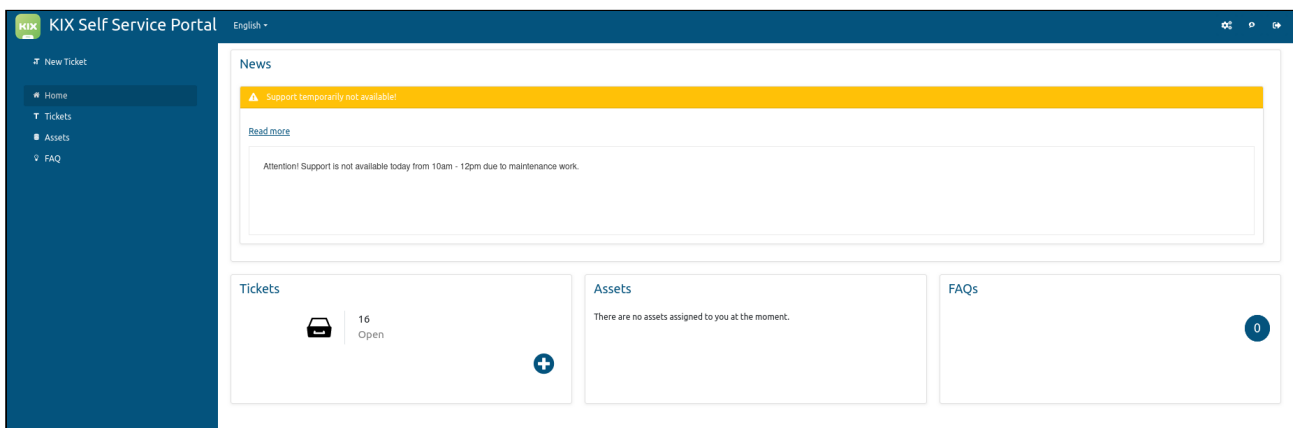 KIX KIX Self Service Portal English
New Ticket
Home
Tickets
Assets
FAQ
News
Support temporarily not available!
Read more
Attention! Support is not available today from 10am - 12pm due to maintenance work.
Tickets
16
Open
Assets
There are no assets assigned to you at the moment.
FAQs
0